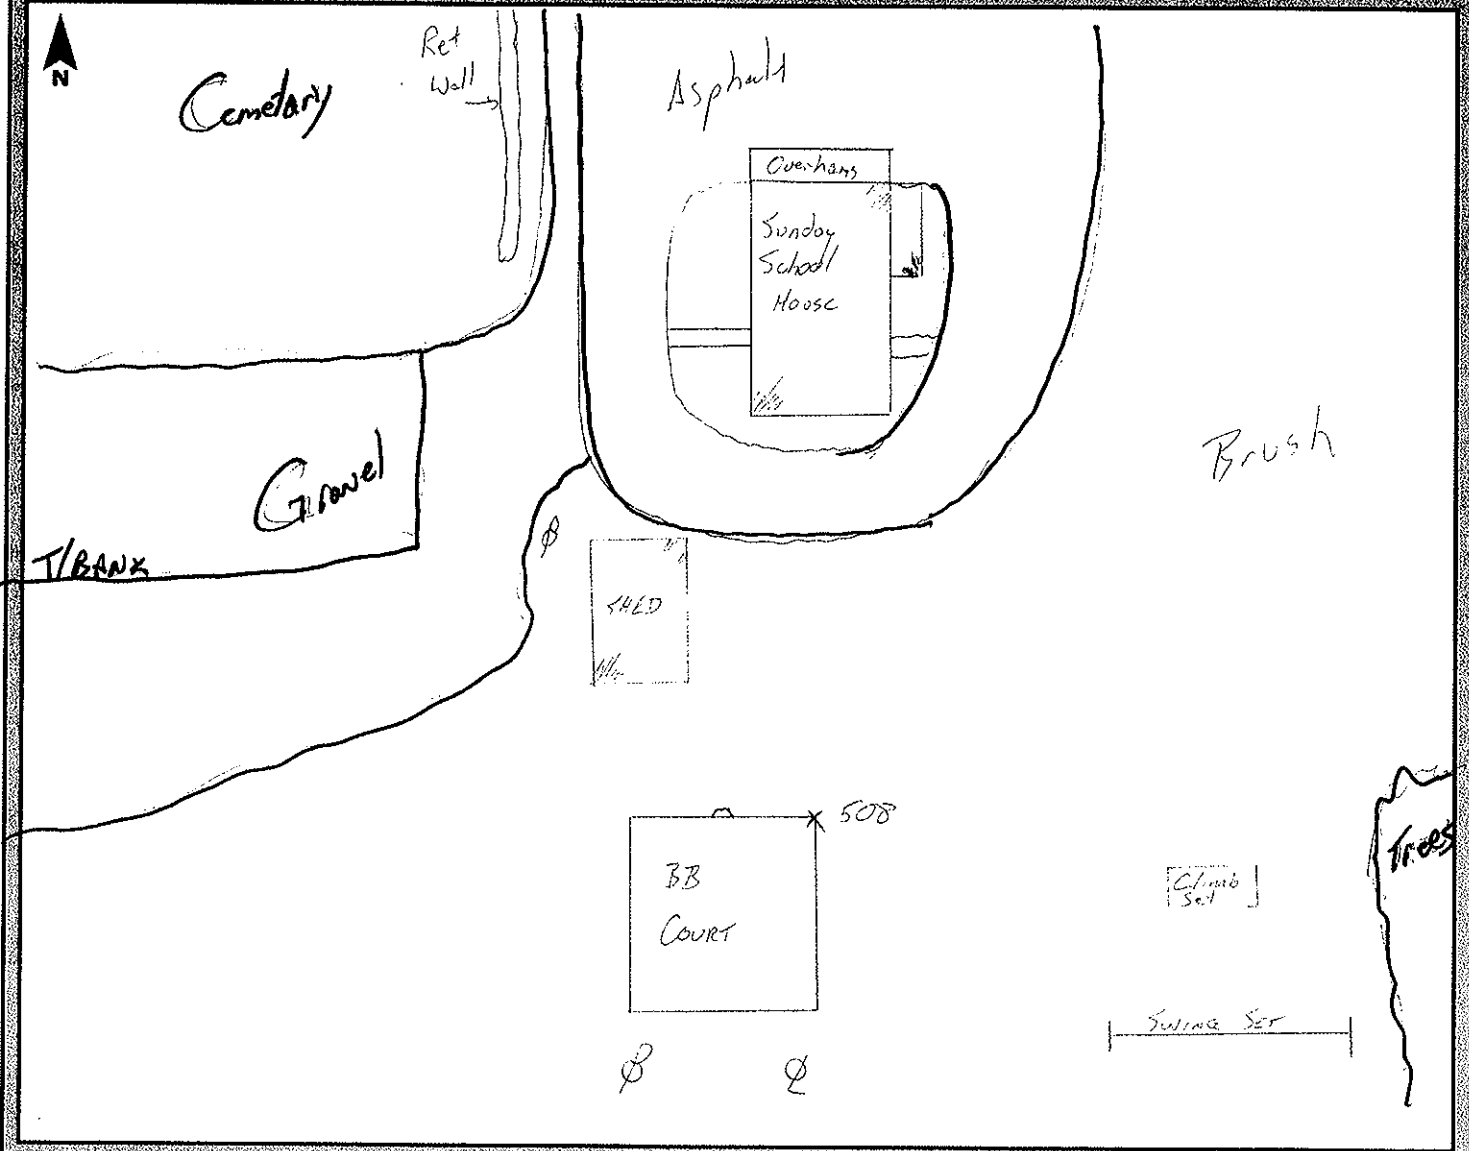 N
Cemetary
Ret
Wall
Asphalt
Overhang
Sunday
School
House
Brush
Gravel
T/BANK
SHED
508
BB
COURT
Climb
Set
Trees
SWING SET